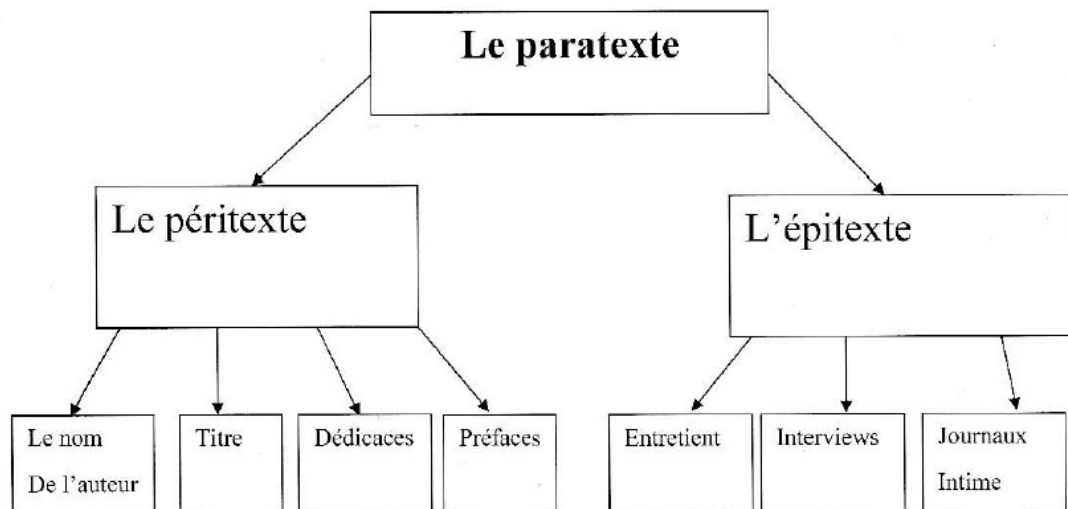 Le paratexte
Le péritexte
L'épitexte
Le nom
De l'auteur
Titre
Dédicaces
Préfaces
Entretient
Interviews
Journaux
Intime